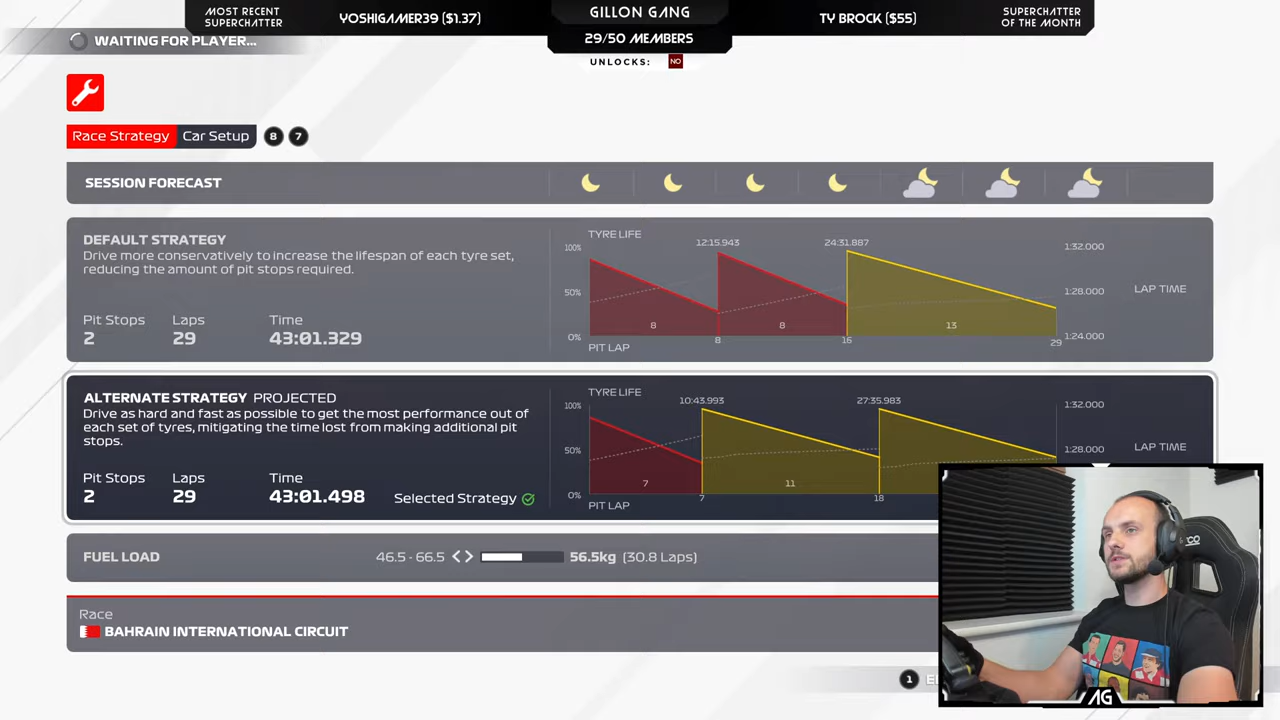 MOST RECENT
SUPERCHATTER
YOSHIGAMER39 ($1.37)
GILLON GANG
29/50 MEMBERS
UNLOCKS: NO
TY BROCK ($55)
SUPERCHATTER
OF THE MONTH
WAITING FOR PLAYER...
Race Strategy Car Setup 8 7
SESSION FORECAST
DEFAULT STRATEGY
Drive more conservatively to increase the lifespan of each tyre set,
reducing the amount of pit stops required.
Pit Stops Laps Time
2 29 43:01.329
TYRE LIFE
100%
50%
0%
12:15.943 24:31.887
8 8 13
PIT LAP
8 16 29
1:32.000
1:28.000
1:24.000
LAP TIME
ALTERNATE STRATEGY PROJECTED
Drive as hard and fast as possible to get the most performance out of
each set of tyres, mitigating the time lost from making additional pit
stops.
Pit Stops Laps Time
2 29 43:01.498 Selected Strategy
TYRE LIFE
100%
50%
0%
10:43.993 27:35.983
7 11
PIT LAP
7 18
1:32.000
1:28.000
LAP TIME
FUEL LOAD 46.5 - 66.5 56.5kg (30.8 Laps)
Race
BAHRAIN INTERNATIONAL CIRCUIT
1
AG